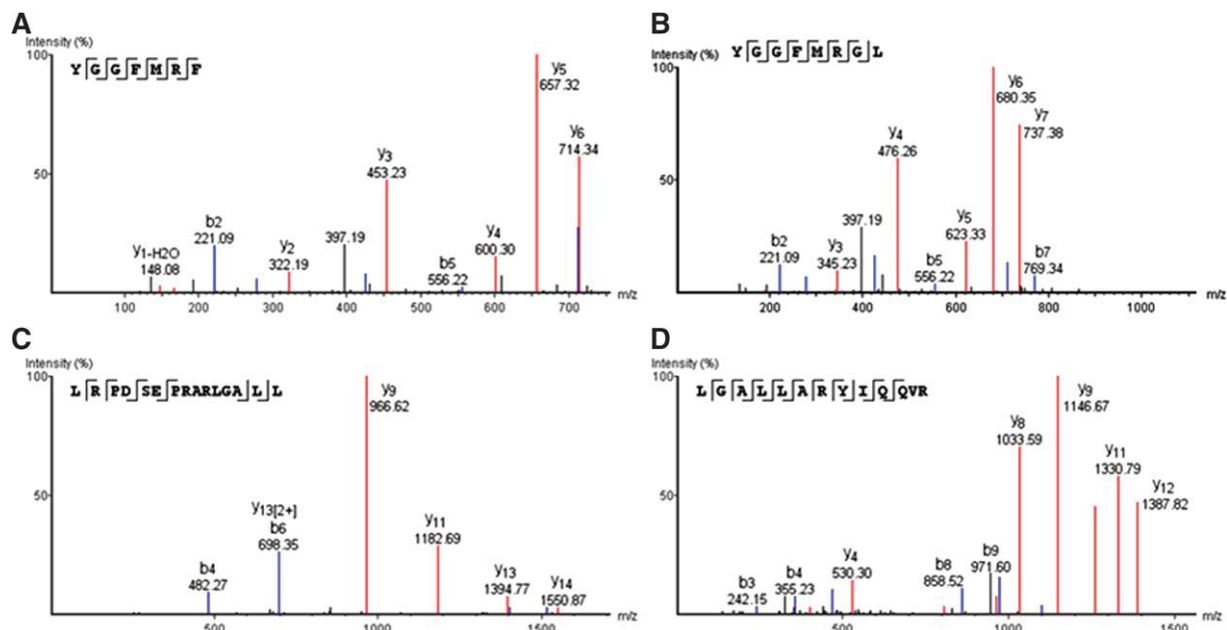 A
Intensity (%)
100
50
Y G G F M R F
y5
657.32
y6
714.34
y3
453.23
397.19
b2
221.09
y2
322.19
y1-H2O
148.08
y4
600.30
b5
556.22
100 200 300 400 500 600 700 m/z
B
Intensity (%)
100
50
Y G G F M R G L
y6
680.35
y7
737.38
y4
476.26
397.19
y5
623.33
b2
221.09
y3
345.23
b5
556.22
b7
769.34
200 400 600 800 1000 m/z
C
Intensity (%)
100
50
L R P D S E P R A R L G A L L
y9
966.62
y13[2+]
b6
698.35
y11
1182.69
b4
482.27
y13
1394.77
y14
1550.87
500 1000 1500 m/z
D
Intensity (%)
100
50
L G A L L A R Y I Q Q V R
y9
1146.67
y8
1033.59
y11
1330.79
y12
1387.82
y4
530.30
b8
858.52
b9
971.60
b3
242.15
b4
355.23
500 1000 1500 m/z